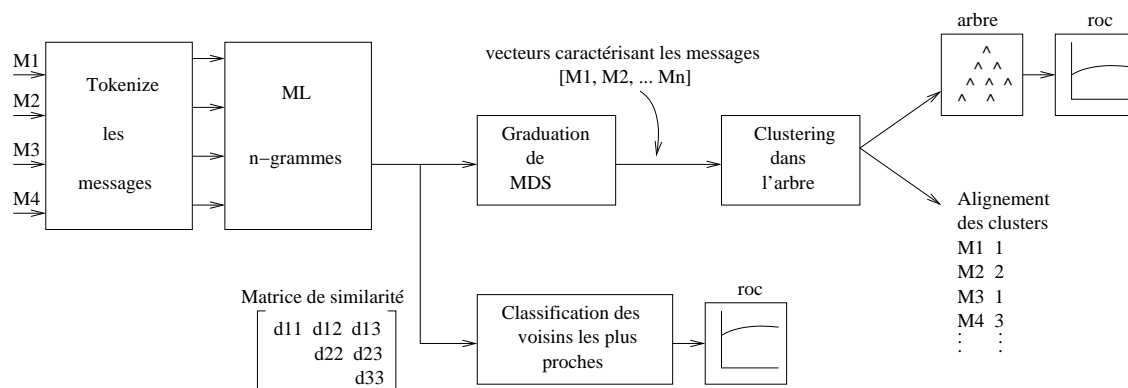 M1
M2
M3
M4
Tokenize
les
messages
ML
n−grammes
vecteurs caractérisant les messages
[M1, M2, ... Mn]
Graduation
de
MDS
Clustering
dans
l'arbre
arbre
^
^ ^
^ ^ ^
^ ^
roc
Alignement
des clusters
M1 1
M2 2
M3 1
M4 3
Matrice de similarité
d11 d12 d13
d22 d23
d33
Classification des
voisins les plus
proches
roc